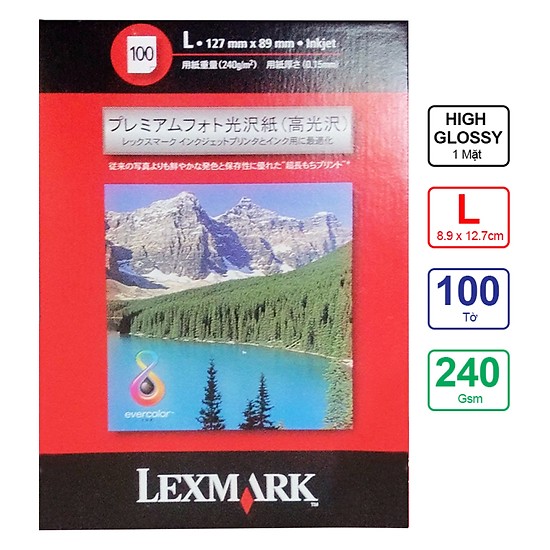 100
L • 127 mm x 89 mm • Inkjet
用紙重量(240g/m²) 用紙厚さ(0.15mm)
プレミアムフォト光沢紙(高光沢)
レックスマーク インクジェットプリンタとインク用に最適化
従来の写真よりも鮮やかな発色と保存性に優れた“超長もちプリント”*
evercolor™
LEXMARK™
HIGH
GLOSSY
1 Mặt
L
8.9 x 12.7cm
100
Tờ
240
Gsm